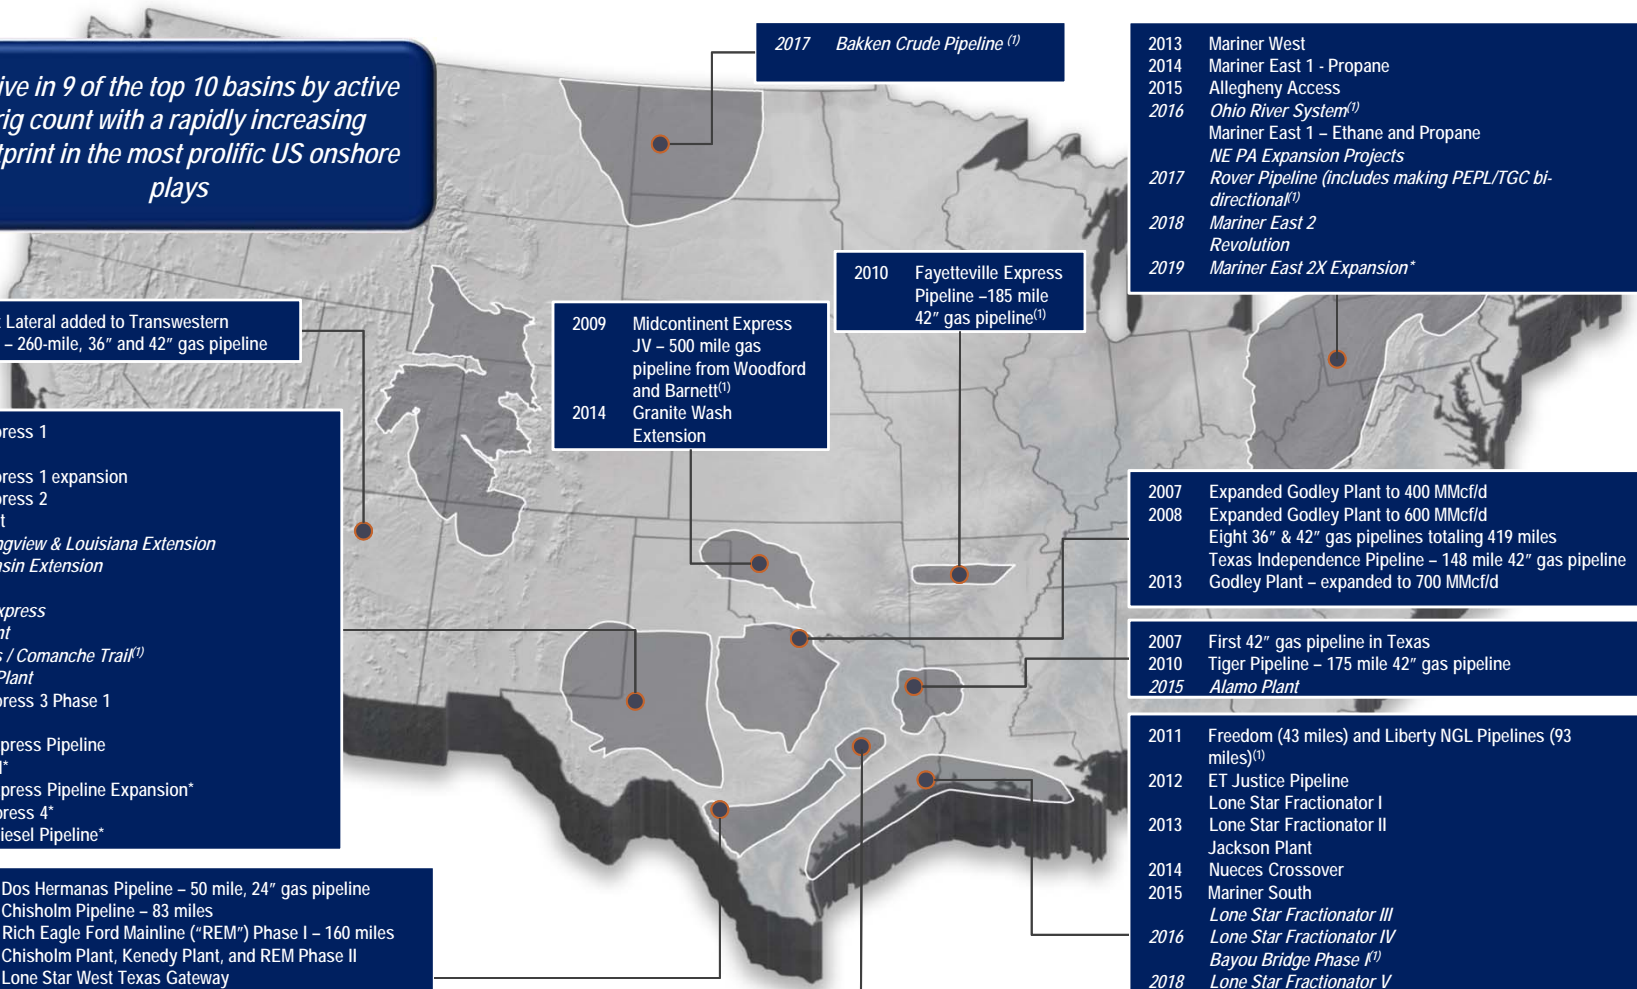 ive in 9 of the top 10 basins by active
rig count with a rapidly increasing
tprint in the most prolific US onshore
plays
2017 Bakken Crude Pipeline (1)
2013 Mariner West
2014 Mariner East 1 - Propane
2015 Allegheny Access
2016 Ohio River System(1)
Mariner East 1 – Ethane and Propane
NE PA Expansion Projects
2017 Rover Pipeline (includes making PEPL/TGC bi-
directional(1)
2018 Mariner East 2
Revolution
2019 Mariner East 2X Expansion*
2010 Fayetteville Express
Pipeline –185 mile
42” gas pipeline(1)
Lateral added to Transwestern
– 260-mile, 36” and 42” gas pipeline
2009 Midcontinent Express
JV – 500 mile gas
pipeline from Woodford
and Barnett(1)
2014 Granite Wash
Extension
press 1
press 1 expansion
press 2
t
ngview & Louisiana Extension
asin Extension
xpress
nt
s / Comanche Trail(1)
Plant
press 3 Phase 1
press Pipeline
l*
press Pipeline Expansion*
press 4*
iesel Pipeline*
2007 Expanded Godley Plant to 400 MMcf/d
2008 Expanded Godley Plant to 600 MMcf/d
Eight 36” & 42” gas pipelines totaling 419 miles
Texas Independence Pipeline – 148 mile 42” gas pipeline
2013 Godley Plant – expanded to 700 MMcf/d
2007 First 42” gas pipeline in Texas
2010 Tiger Pipeline – 175 mile 42” gas pipeline
2015 Alamo Plant
2011 Freedom (43 miles) and Liberty NGL Pipelines (93
miles)(1)
2012 ET Justice Pipeline
Lone Star Fractionator I
2013 Lone Star Fractionator II
Jackson Plant
2014 Nueces Crossover
2015 Mariner South
Lone Star Fractionator III
2016 Lone Star Fractionator IV
Bayou Bridge Phase I(1)
2018 Lone Star Fractionator V
Dos Hermanas Pipeline – 50 mile, 24” gas pipeline
Chisholm Pipeline – 83 miles
Rich Eagle Ford Mainline (“REM”) Phase I – 160 miles
Chisholm Plant, Kenedy Plant, and REM Phase II
Lone Star West Texas Gateway